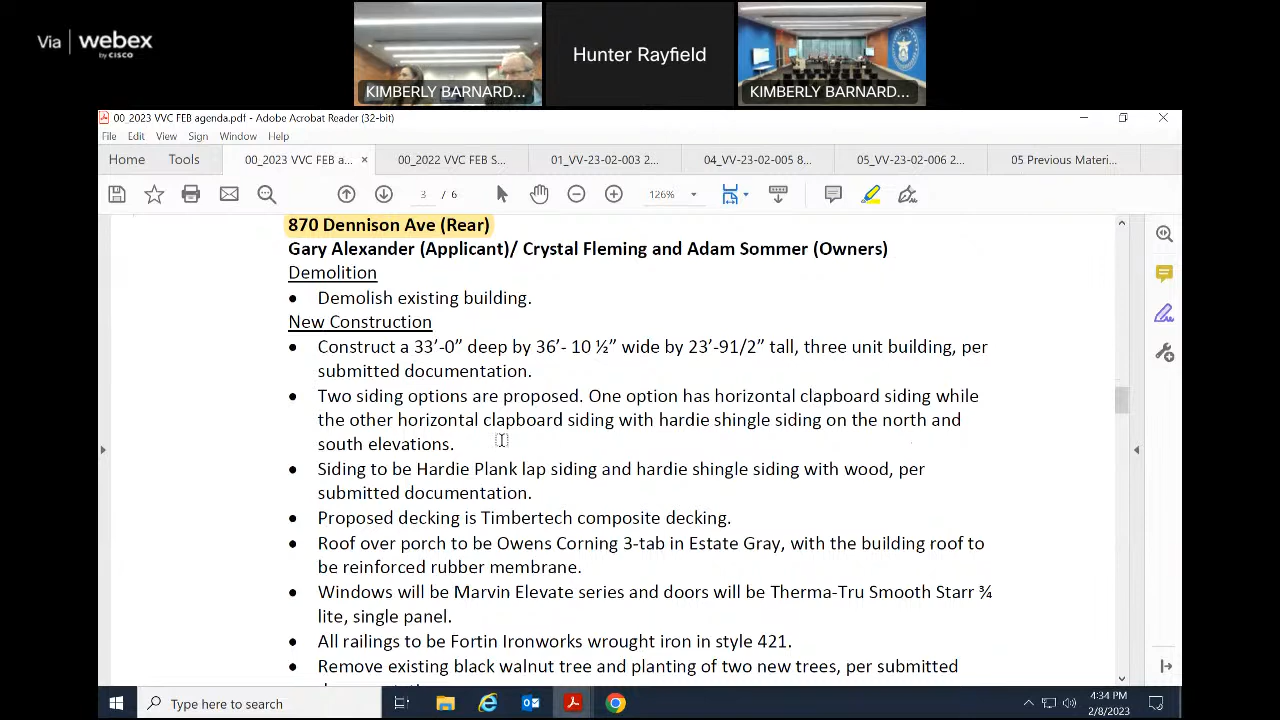 Via webex
by CISCO
KIMBERLY BARNARD...
Hunter Rayfield
KIMBERLY BARNARD...
00_2023 VVC FEB agenda.pdf - Adobe Acrobat Reader (32-bit)
File Edit View Sign Window Help
Home Tools 00_2023 VVC FEB a... × 00_2022 VVC FEB S... 01_VV-23-02-003 2... 04_VV-23-02-005 8... 05_VV-23-02-006 2... 05 Previous Materi...
3 / 6 126%
870 Dennison Ave (Rear)
Gary Alexander (Applicant)/ Crystal Fleming and Adam Sommer (Owners)
Demolition
• Demolish existing building.
New Construction
• Construct a 33’-0” deep by 36’- 10 ½” wide by 23’-91/2” tall, three unit building, per
submitted documentation.
• Two siding options are proposed. One option has horizontal clapboard siding while
the other horizontal clapboard siding with hardie shingle siding on the north and
south elevations.
• Siding to be Hardie Plank lap siding and hardie shingle siding with wood, per
submitted documentation.
• Proposed decking is Timbertech composite decking.
• Roof over porch to be Owens Corning 3-tab in Estate Gray, with the building roof to
be reinforced rubber membrane.
• Windows will be Marvin Elevate series and doors will be Therma-Tru Smooth Starr ¾
lite, single panel.
• All railings to be Fortin Ironworks wrought iron in style 421.
• Remove existing black walnut tree and planting of two new trees, per submitted
Type here to search
4:34 PM
2/8/2023